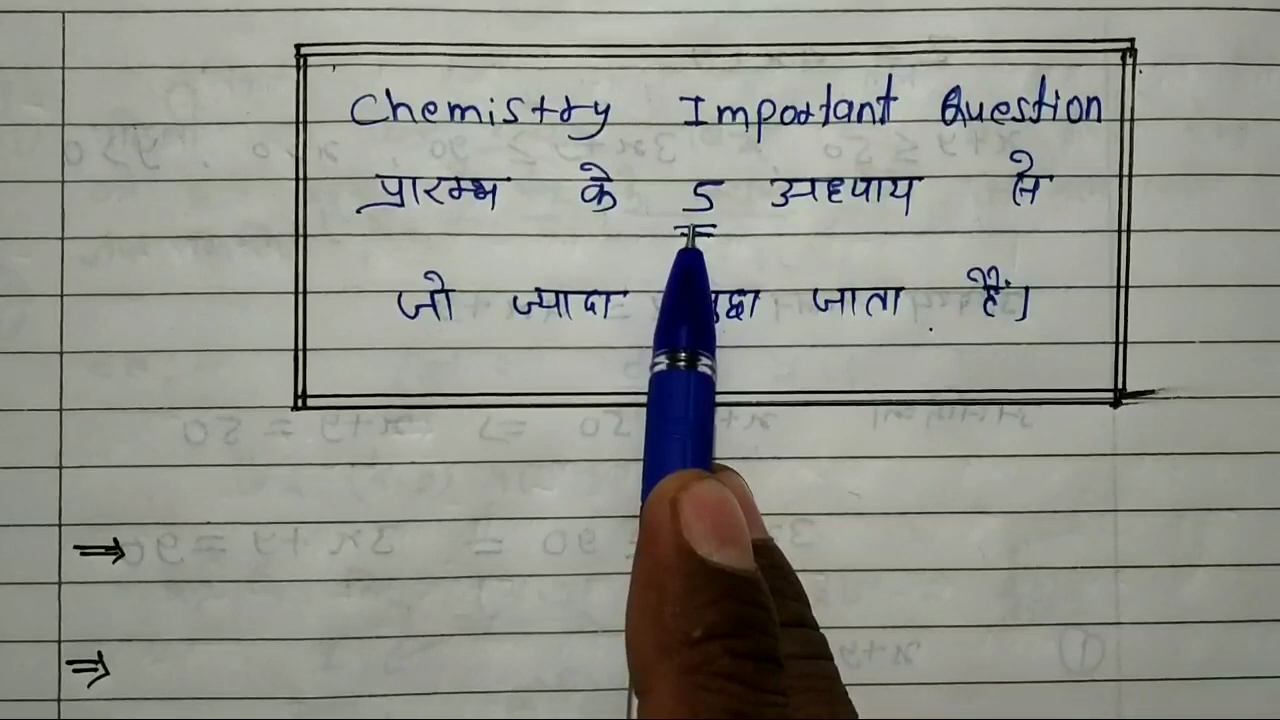 Chemistry Important Question
प्रारम्भ के 5 अध्याय से
जो ज्यादा जाता हैं।